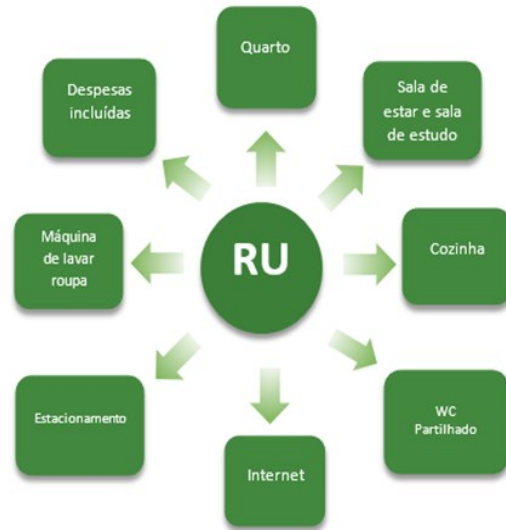 Quarto
Sala de
estar e sala
de estudo
Cozinha
WC
Partilhado
Internet
Estacionamento
Máquina
de lavar
roupa
Despesas
incluídas
RU